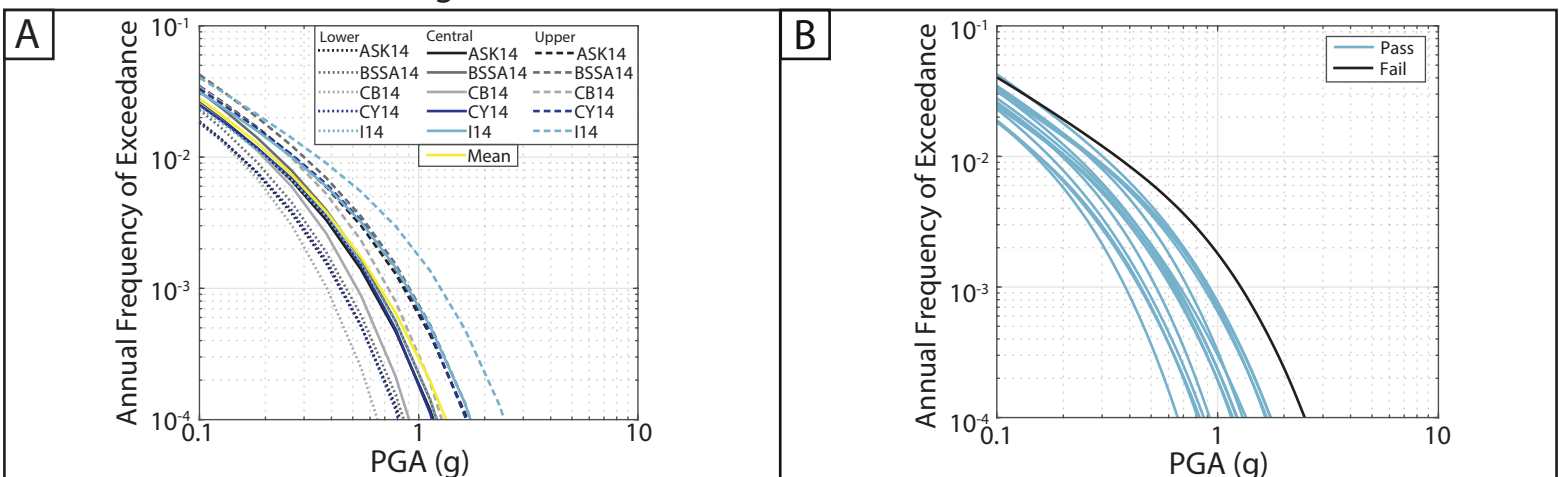 A
Annual Frequency of Exceedance
10-1
10-2
10-3
10-4
Lower Central Upper
ASK14 ASK14 ASK14
BSSA14 BSSA14 BSSA14
CB14 CB14 CB14
CY14 CY14 CY14
I14 I14 I14
Mean
0.1 1 10
PGA (g)
B
Annual Frequency of Exceedance
10-1
10-2
10-3
10-4
Pass
Fail
0.1 1 10
PGA (g)